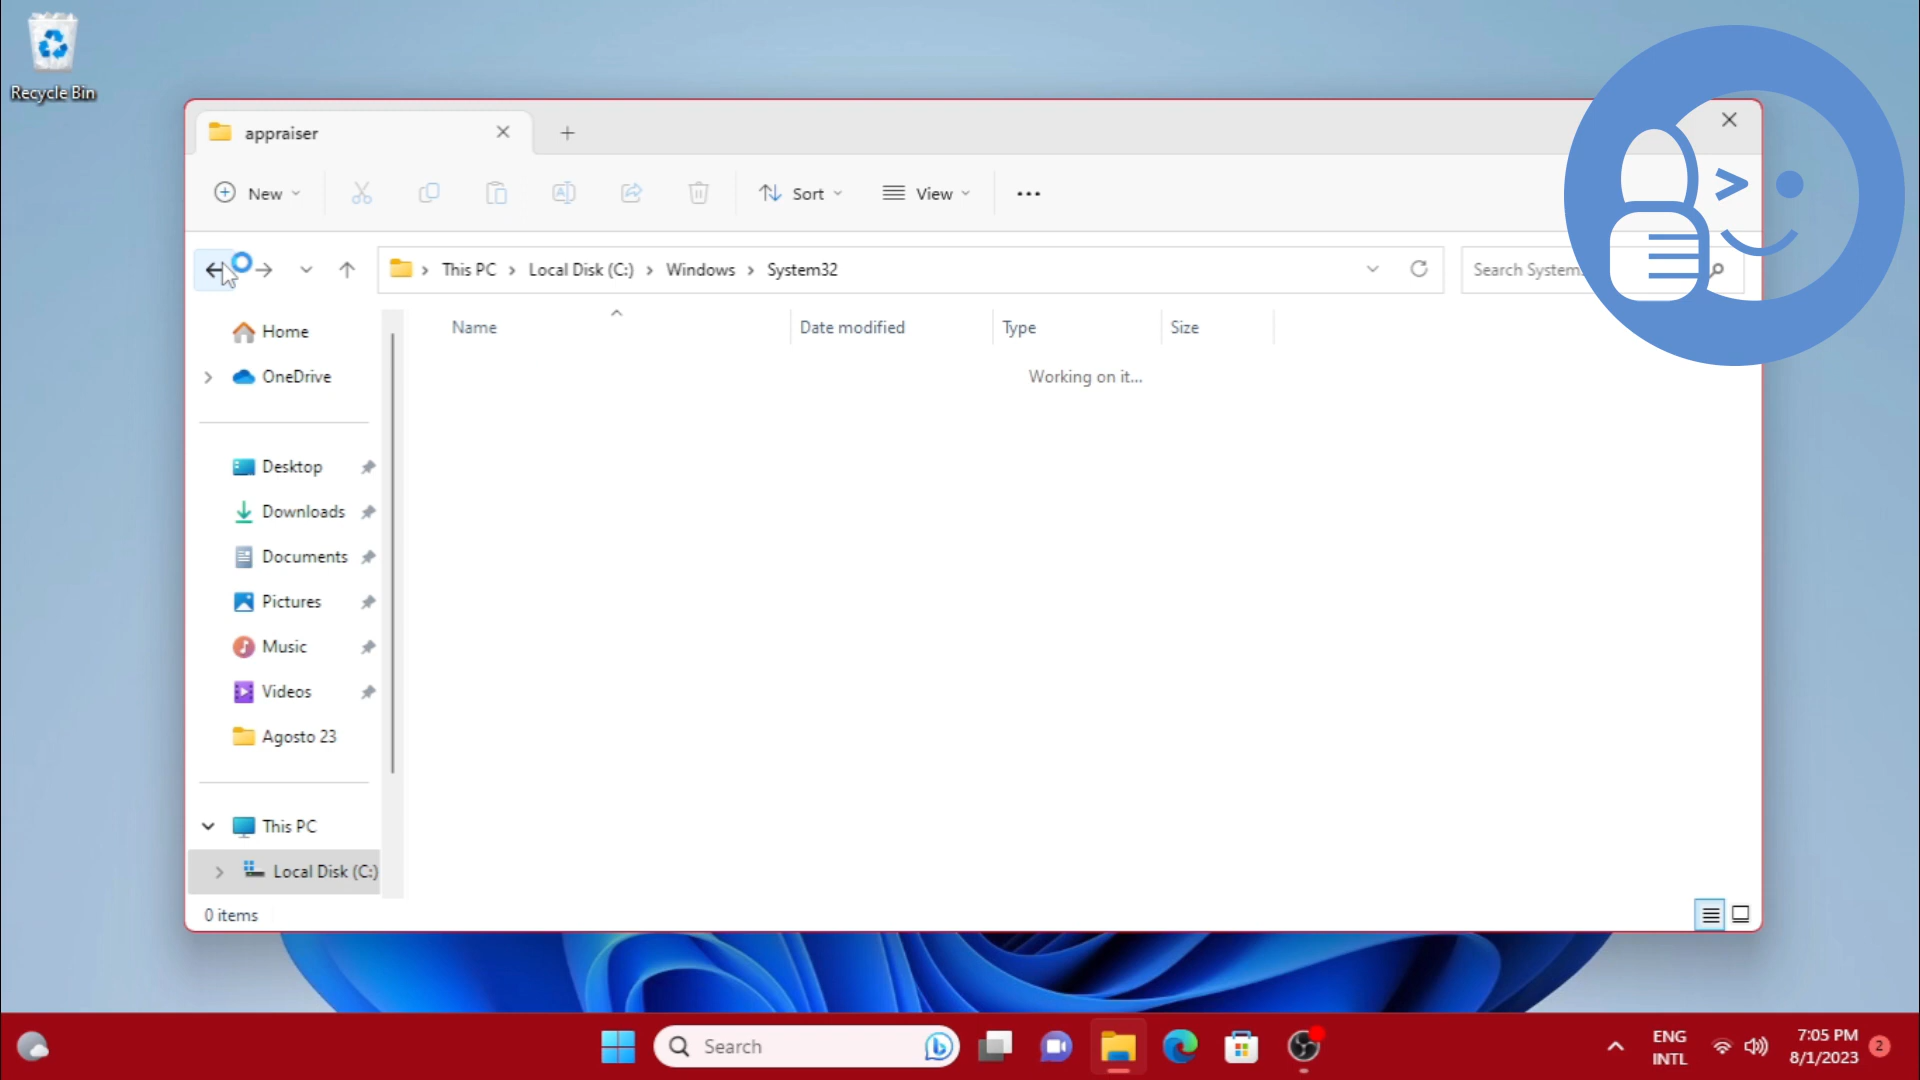 Recycle Bin
appraiser
New
Sort
View
This PC
Local Disk (C:)
Windows
System32
Search System
Name
Date modified
Type
Size
Home
OneDrive
Working on it...
Desktop
Downloads
Documents
Pictures
Music
Videos
Agosto 23
This PC
Local Disk (C:)
0 items
Search
ENG
INTL
7:05 PM
8/1/2023
2